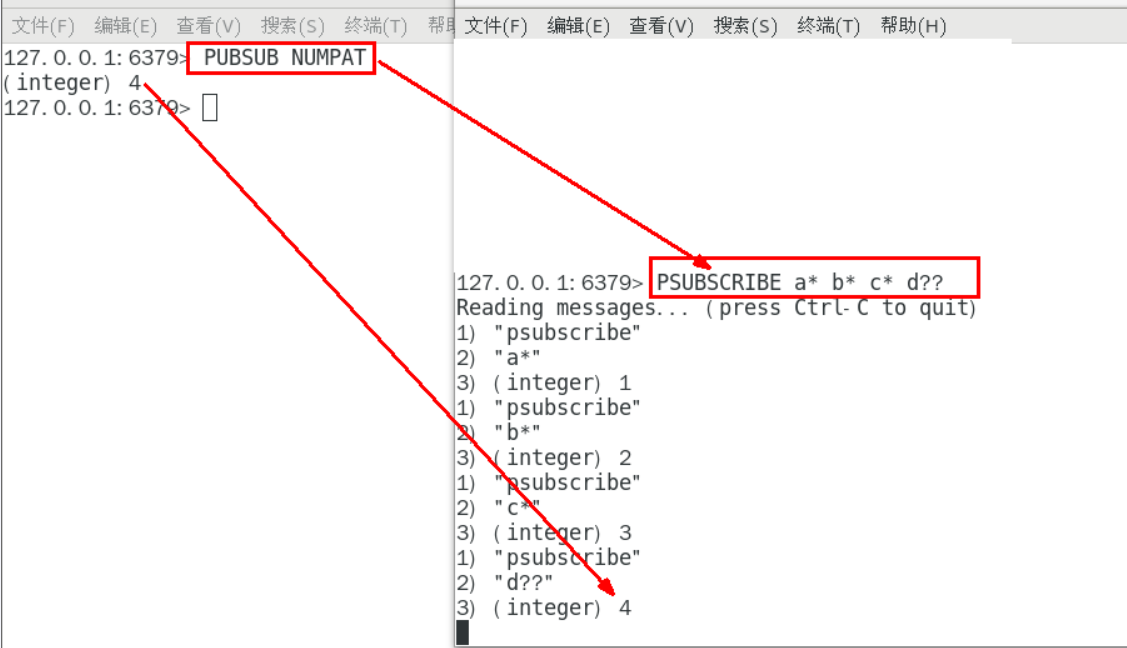 文件(F) 编辑(E) 查看(V) 搜索(S) 终端(T) 帮
127.0.0.1:6379> PUBSUB NUMPAT
(integer) 4
127.0.0.1:6379>
文件(F) 编辑(E) 查看(V) 搜索(S) 终端(T) 帮助(H)
127.0.0.1:6379> PSUBSCRIBE a* b* c* d??
Reading messages... (press Ctrl-C to quit)
1) "psubscribe"
2) "a*"
3) (integer) 1
1) "psubscribe"
2) "b*"
3) (integer) 2
1) "psubscribe"
2) "c*"
3) (integer) 3
1) "psubscribe"
2) "d??"
3) (integer) 4